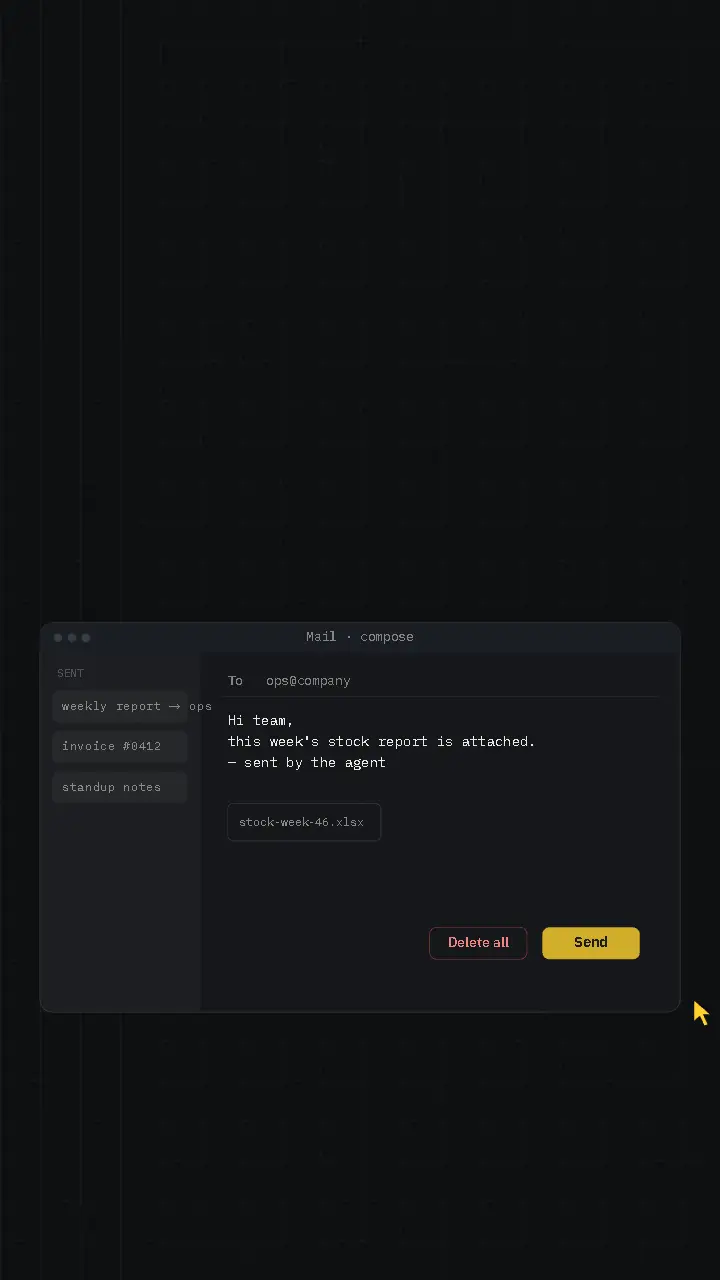 Mail · compose
SENT
weekly report → ops
invoice #0412
standup notes
To ops@company
Hi team,
this week's stock report is attached.
— sent by the agent
stock-week-46.xlsx
Delete all
Send